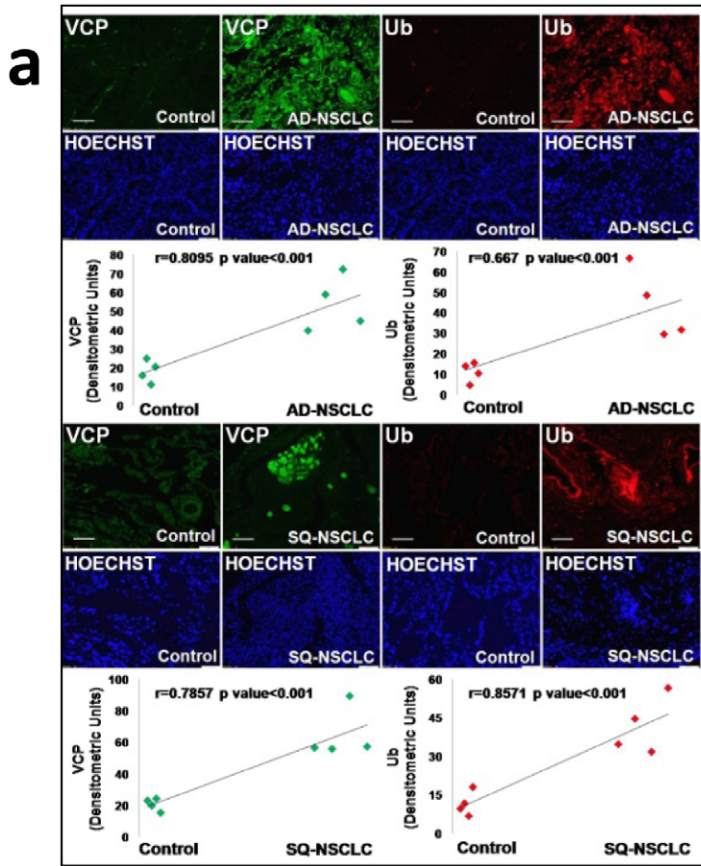 a
VCP VCP Ub Ub
Control AD-NSCLC Control AD-NSCLC
HOECHST HOECHST HOECHST HOECHST
Control AD-NSCLC Control AD-NSCLC
r=0.8095 p value<0.001
VCP
(Densitometric Units)
80
70
60
50
40
30
20
10
0
Control AD-NSCLC
r=0.667 p value<0.001
Ub
(Densitometric Units)
70
60
50
40
30
20
10
0
Control AD-NSCLC
VCP VCP Ub Ub
Control SQ-NSCLC Control SQ-NSCLC
HOECHST HOECHST HOECHST HOECHST
Control SQ-NSCLC Control SQ-NSCLC
r=0.7857 p value<0.001
VCP
(Densitometric Units)
100
80
60
40
20
0
Control SQ-NSCLC
r=0.8571 p value<0.001
Ub
(Densitometric Units)
60
45
30
15
0
Control SQ-NSCLC